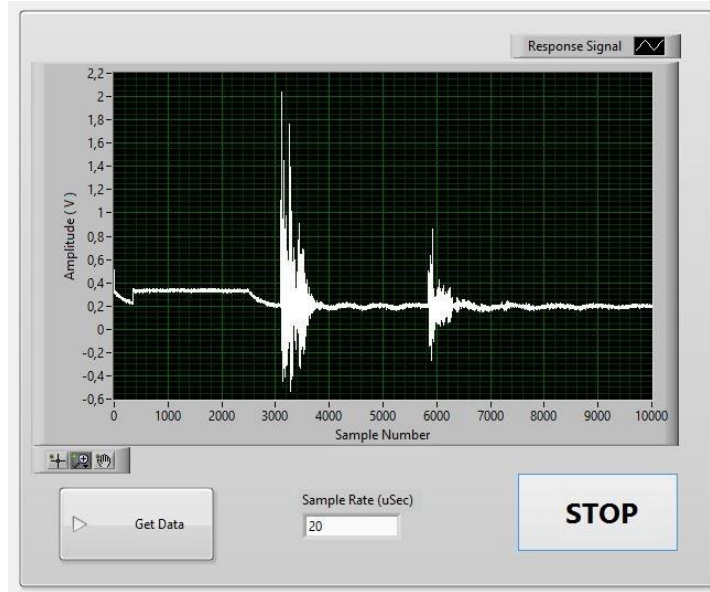 Response Signal
2,2
2
1,8
1,6
1,4
1,2
1
0,8
0,6
0,4
0,2
0
-0,2
-0,4
-0,6
Amplitude ( V )
0 1000 2000 3000 4000 5000 6000 7000 8000 9000 10000
Sample Number
Get Data
Sample Rate (uSec)
20
STOP